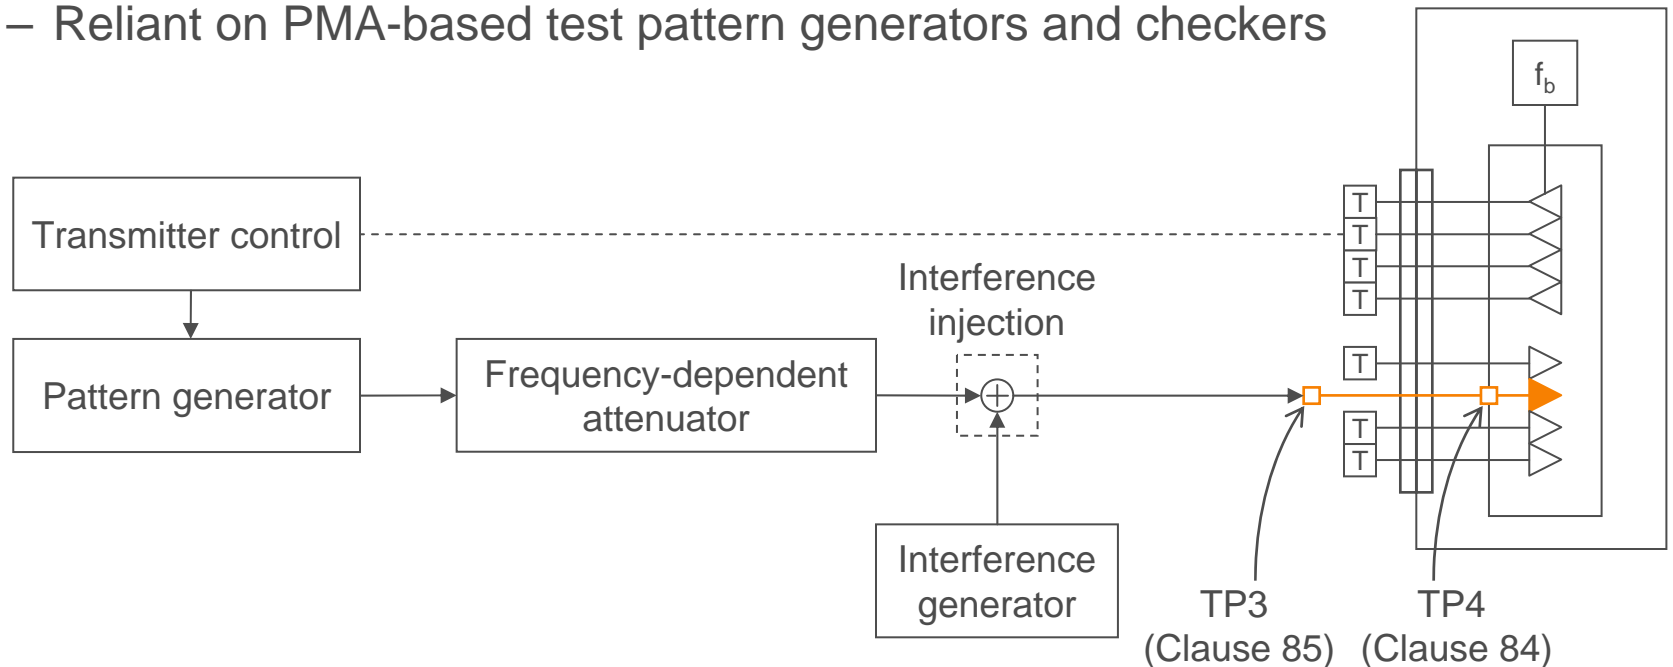 – Reliant on PMA-based test pattern generators and checkers
f_b
Transmitter control
T
T
T
T
Interference
injection
Pattern generator
Frequency-dependent
attenuator
T
T
T
Interference
generator
TP3
(Clause 85)
TP4
(Clause 84)